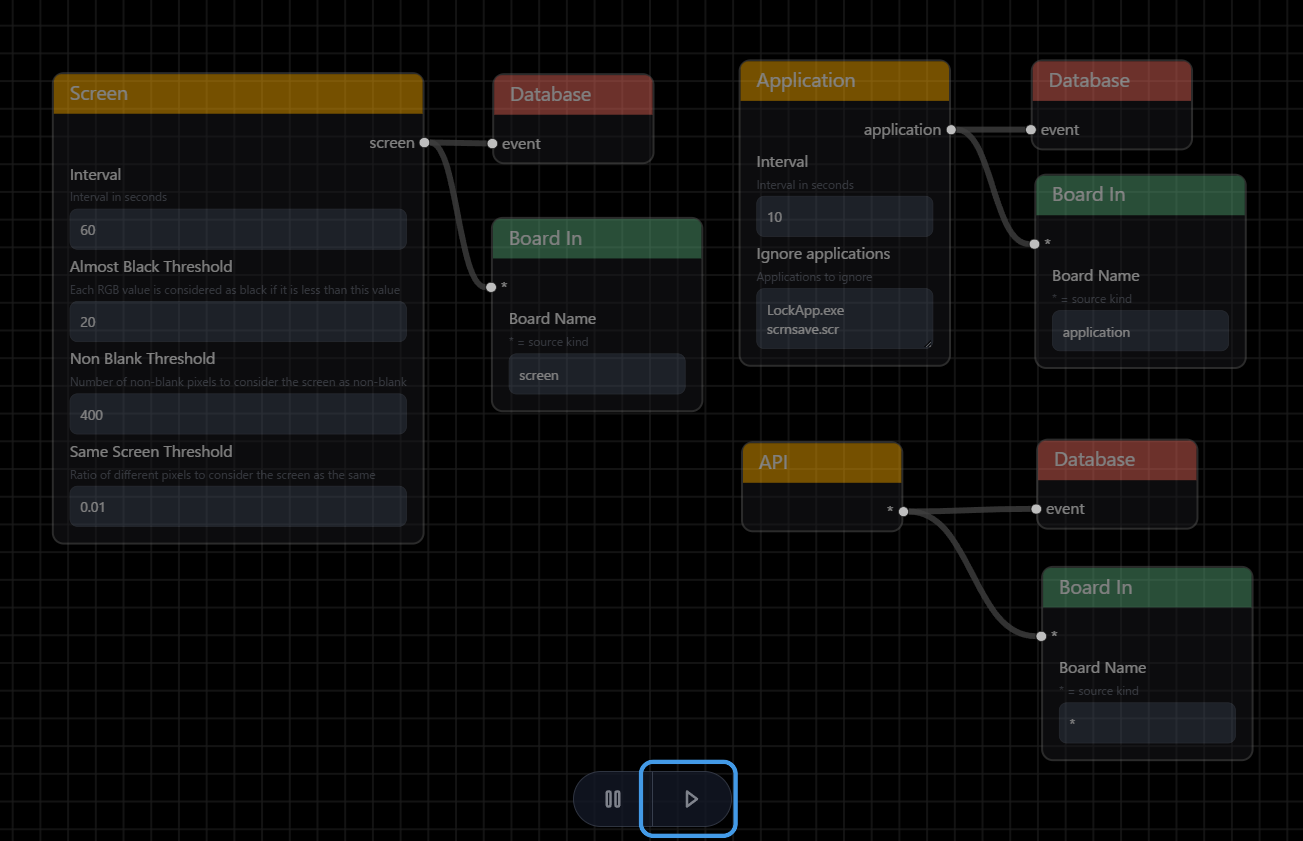 Screen
screen
Interval
Interval in seconds
60
Almost Black Threshold
Each RGB value is considered as black if it is less than this value
20
Non Blank Threshold
Number of non-blank pixels to consider the screen as non-blank
400
Same Screen Threshold
Ratio of different pixels to consider the screen as the same
0.01
Database
event
Board In
*
Board Name
* = source kind
screen
Application
application
Interval
Interval in seconds
10
Ignore applications
Applications to ignore
LockApp.exe
scrnsave.scr
Database
event
Board In
*
Board Name
* = source kind
application
API
*
Database
event
Board In
*
Board Name
* = source kind
*